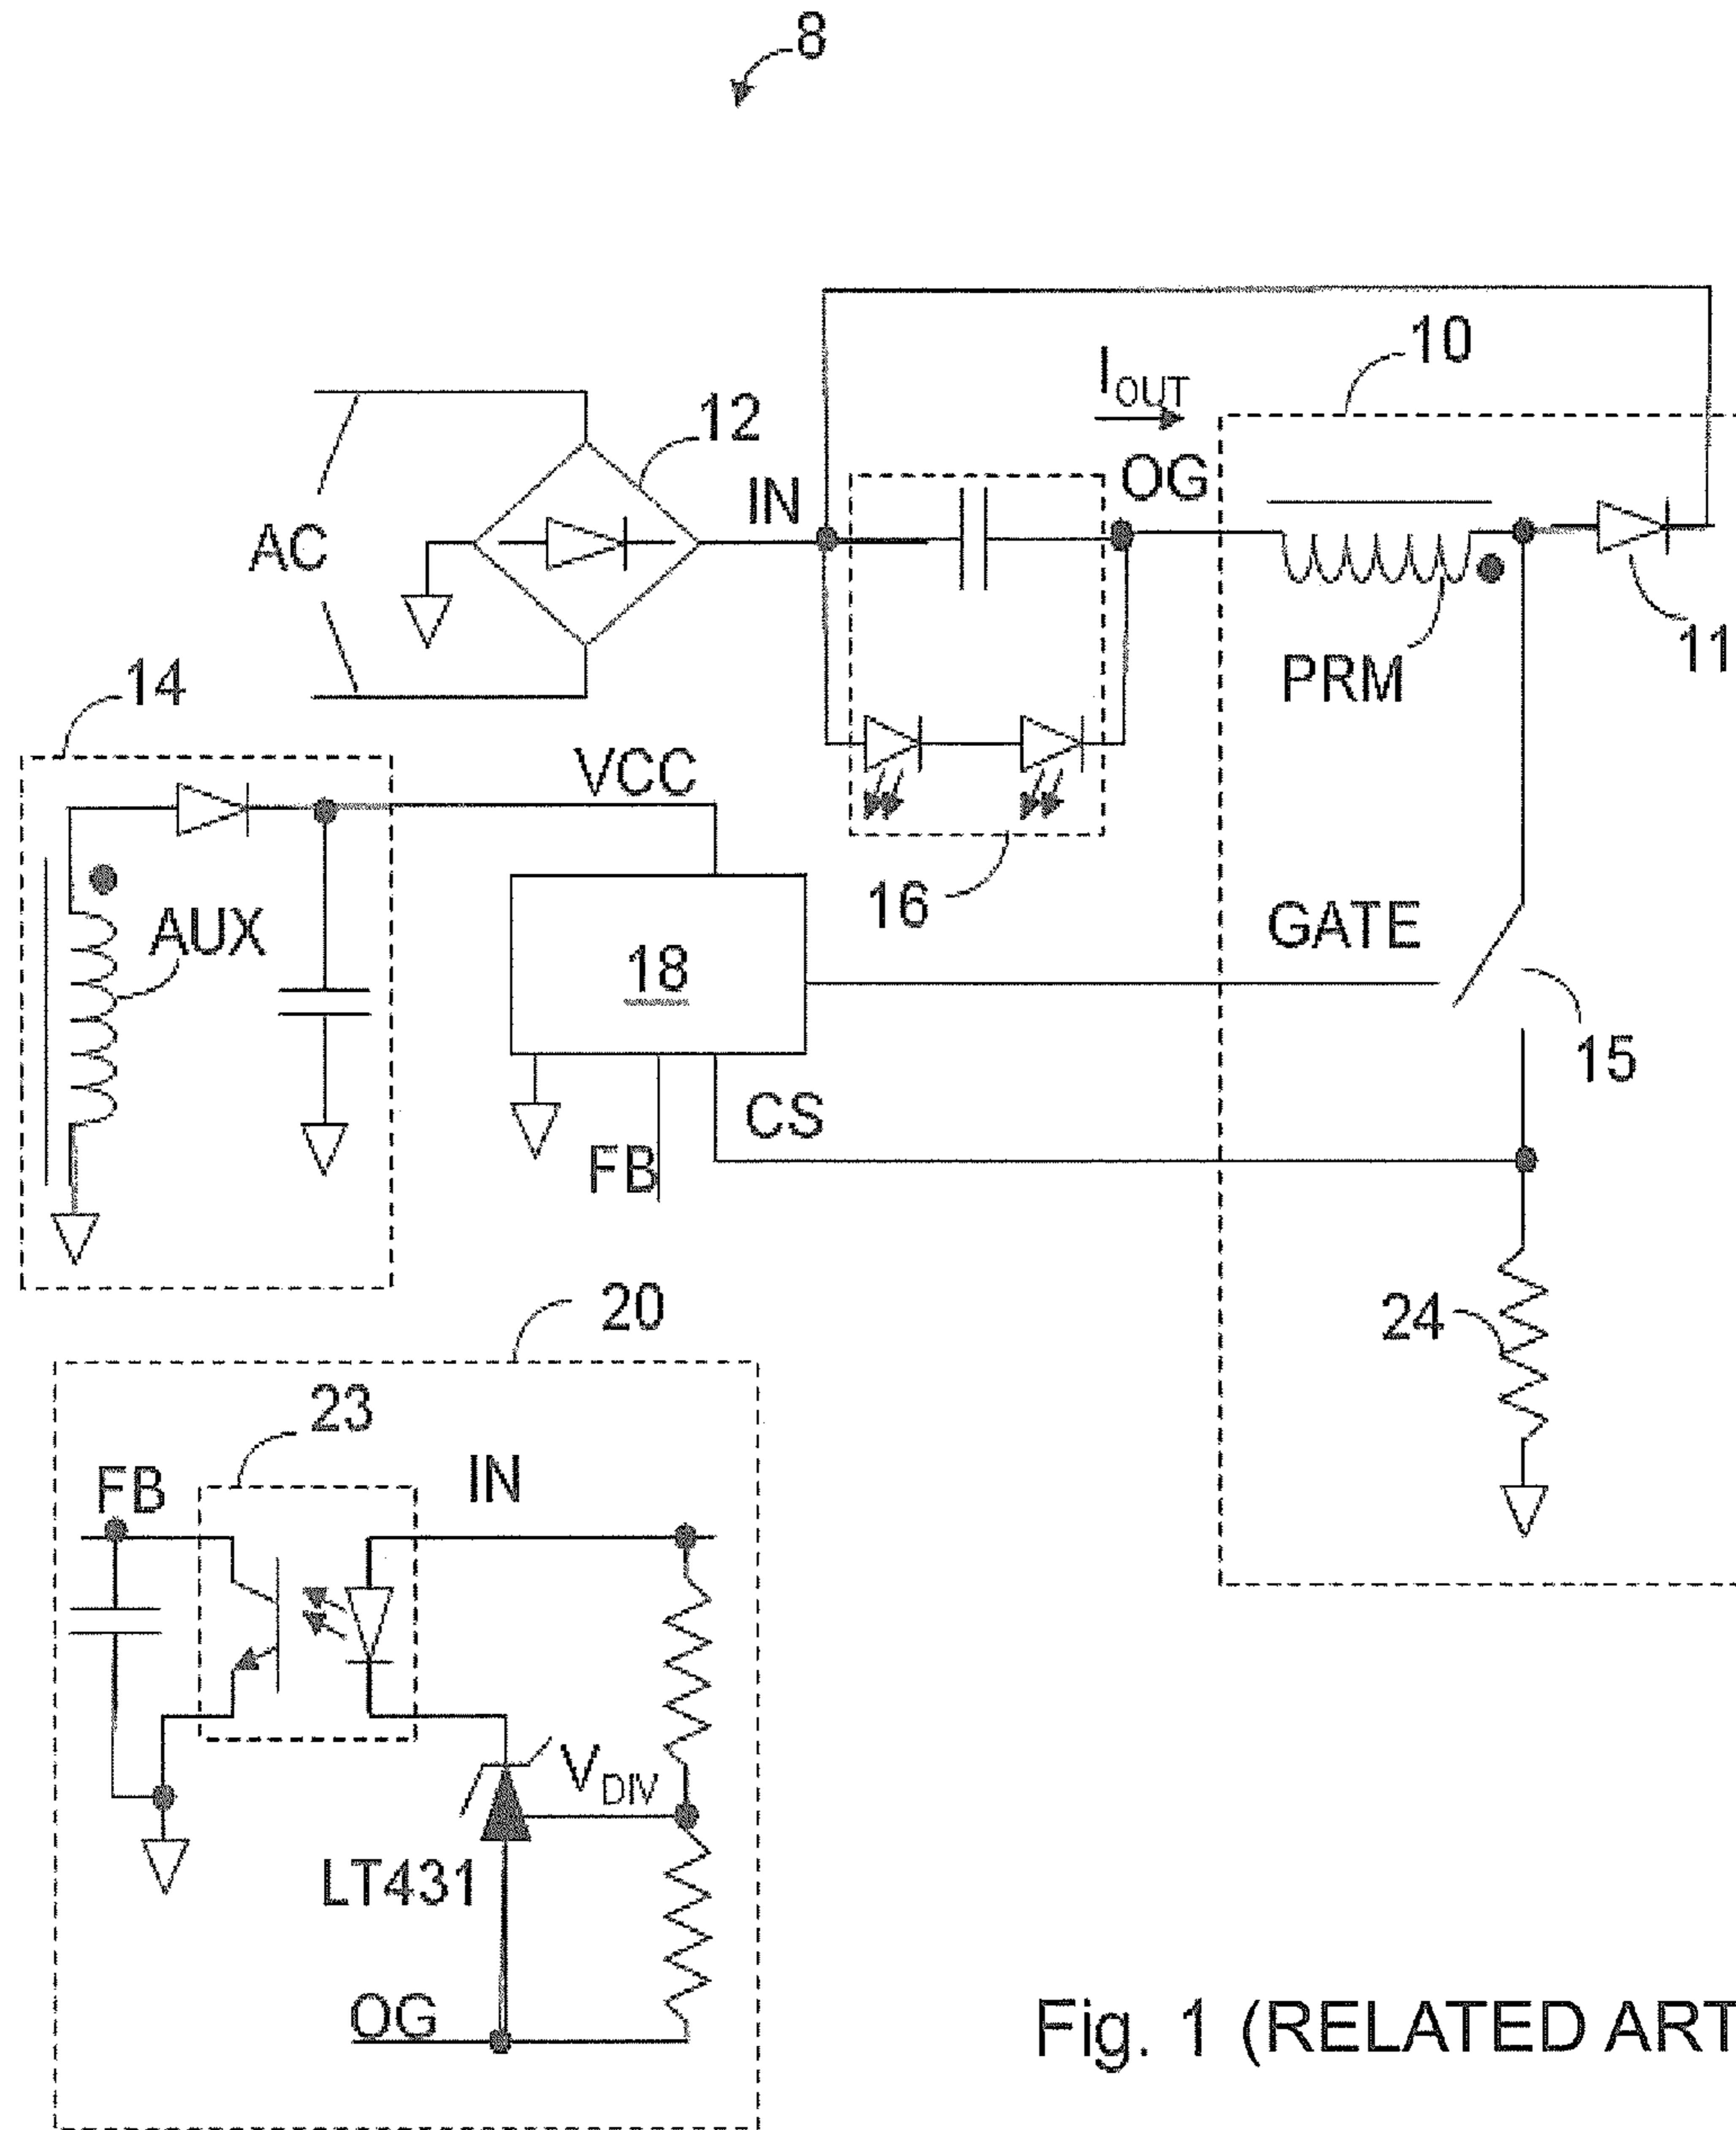 8
10
I_OUT
12
IN
OG
AC
11
PRM
14
VCC
16
AUX
18
GATE
15
CS
FB
20
24
23
FB
IN
V_DIV
LT431
OG
Fig. 1 (RELATED ART